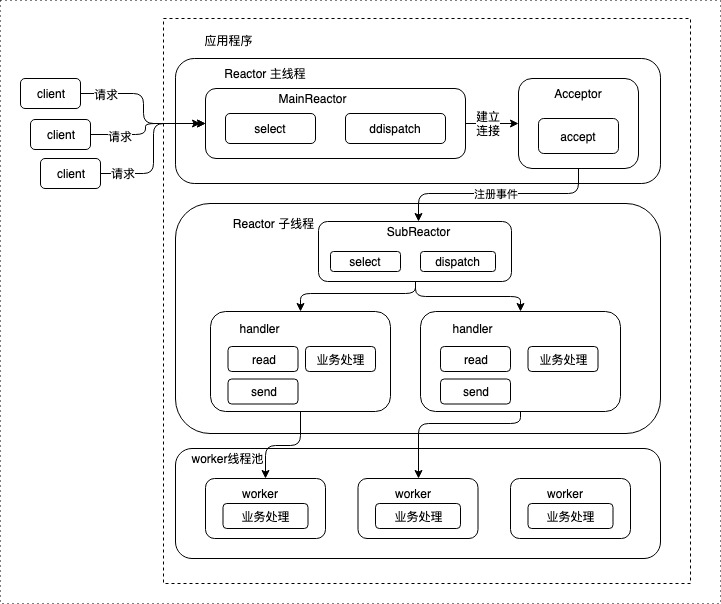 应用程序
Reactor 主线程
client
请求
client
请求
client
请求
MainReactor
select
ddispatch
建立
连接
Acceptor
accept
注册事件
Reactor 子线程
SubReactor
select
dispatch
handler
read
业务处理
send
handler
read
业务处理
send
worker线程池
worker
业务处理
worker
业务处理
worker
业务处理